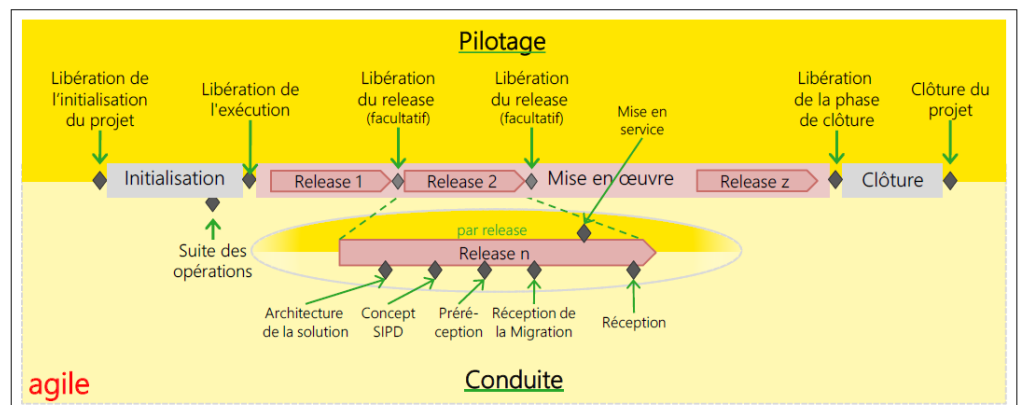 Pilotage
Libération de
l'initialisation
du projet
Libération de
l'exécution
Libération
du release
(facultatif)
Libération
du release
(facultatif)
Mise en
service
Libération
de la phase
de clôture
Clôture du
projet
Initialisation
Release 1
Release 2
Mise en œuvre
Release z
Clôture
Suite des
opérations
par release
Release n
Architecture
de la solution
Concept
SIPD
Préré-
ception
Réception de
la Migration
Réception
agile
Conduite